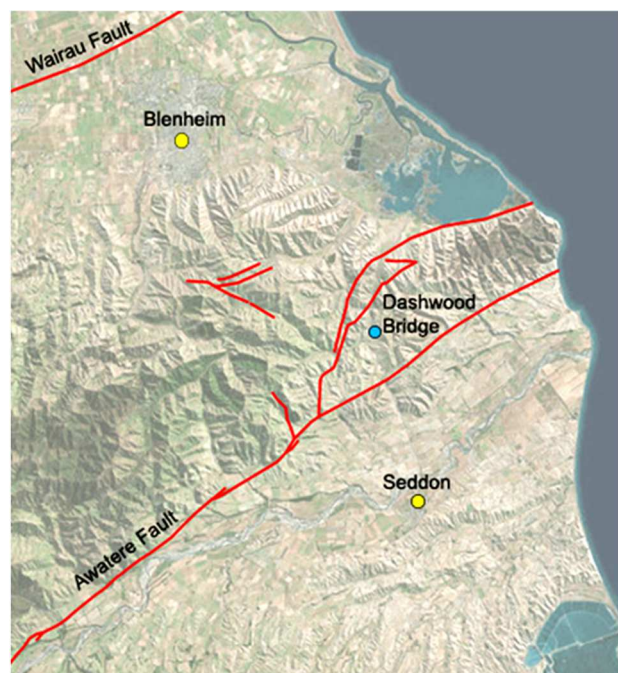 Wairau Fault
Blenheim
Dashwood
Bridge
Seddon
Awatere Fault